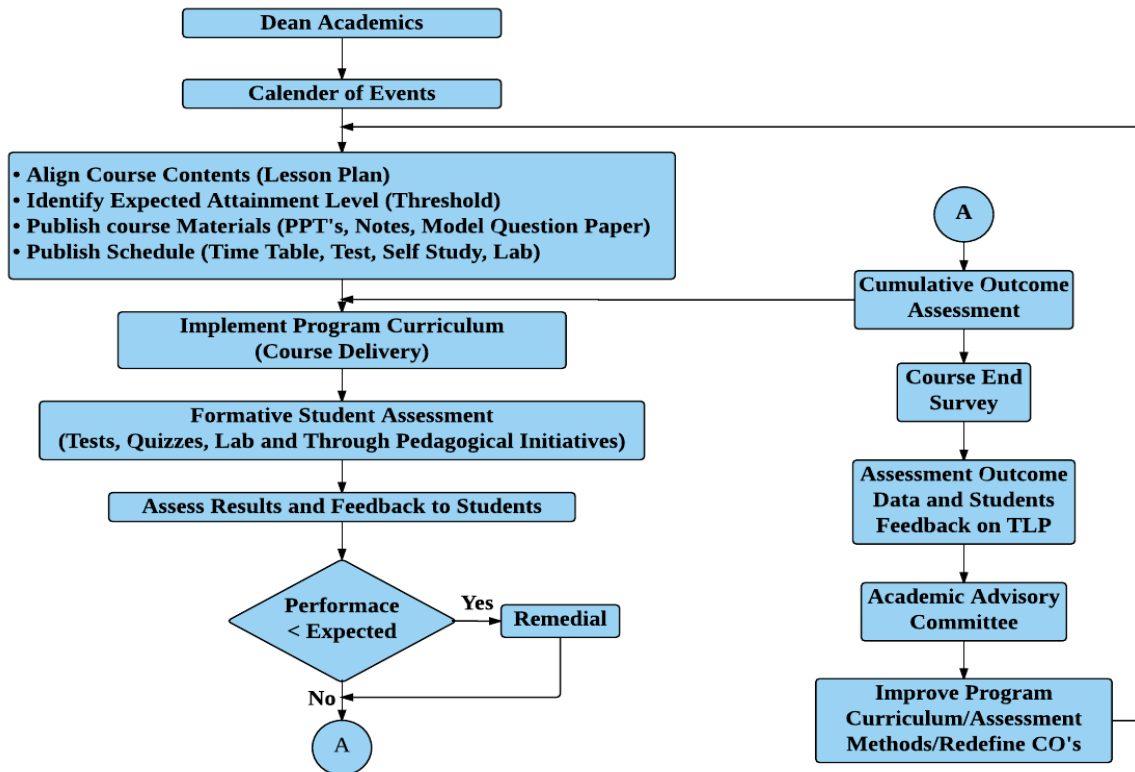 Dean Academics
Calender of Events
• Align Course Contents (Lesson Plan)
• Identify Expected Attainment Level (Threshold)
• Publish course Materials (PPT's, Notes, Model Question Paper)
• Publish Schedule (Time Table, Test, Self Study, Lab)
Implement Program Curriculum
(Course Delivery)
Formative Student Assessment
(Tests, Quizzes, Lab and Through Pedagogical Initiatives)
Assess Results and Feedback to Students
Performace
< Expected
Yes
Remedial
No
A
A
Cumulative Outcome
Assessment
Course End
Survey
Assessment Outcome
Data and Students
Feedback on TLP
Academic Advisory
Committee
Improve Program
Curriculum/Assessment
Methods/Redefine CO's